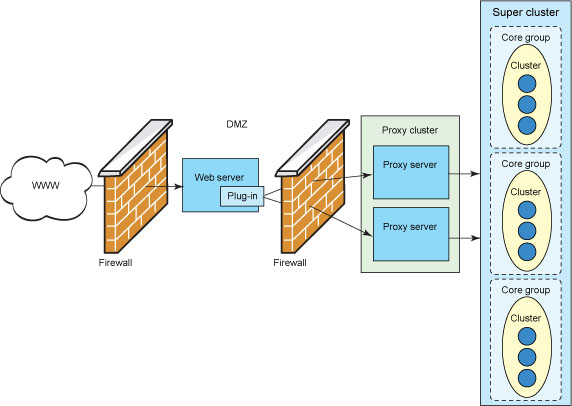 Super cluster
Core group
Cluster
DMZ
Proxy cluster
WWW
Web server
Plug-in
Proxy server
Proxy server
Firewall
Firewall
Core group
Cluster
Core group
Cluster